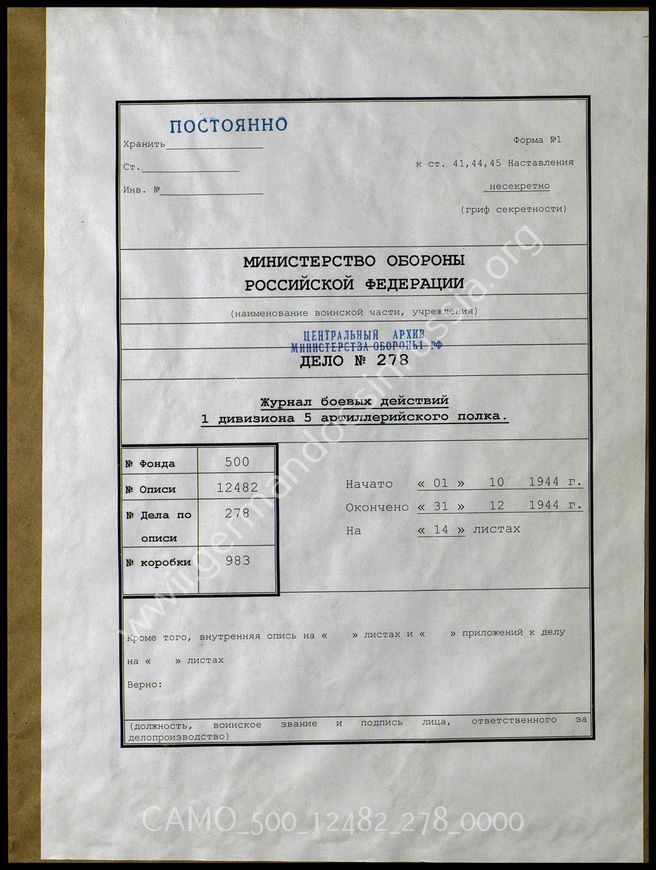 ПОСТОЯННО
Хранить
Форма №1
Ст.
к ст. 41,44,45 Наставления
Инв. №
несекретно
(гриф секретности)
МИНИСТЕРСТВО ОБОРОНЫ
РОССИЙСКОЙ ФЕДЕРАЦИИ
(наименование воинской части, учреждения)
ЦЕНТРАЛЬНЫЙ АРХИВ
МИНИСТЕРСТВА ОБОРОНЫ РФ
ДЕЛО № 278
Журнал боевых действий
1 дивизиона 5 артиллерийского полка.
№ Фонда 500
№ Описи 12482
№ Дела по описи 278
№ коробки 983
Начато « 01 » 10 1944 г.
Окончено « 31 » 12 1944 г.
На « 14 » листах
Кроме того, внутренняя опись на « » листах и « » приложений к делу
на « » листах
Верно:
(должность, воинское звание и подпись лица, ответственного за
делопроизводство)
www.germandocsinrussia.org
CAMO_500_12482_278_0000